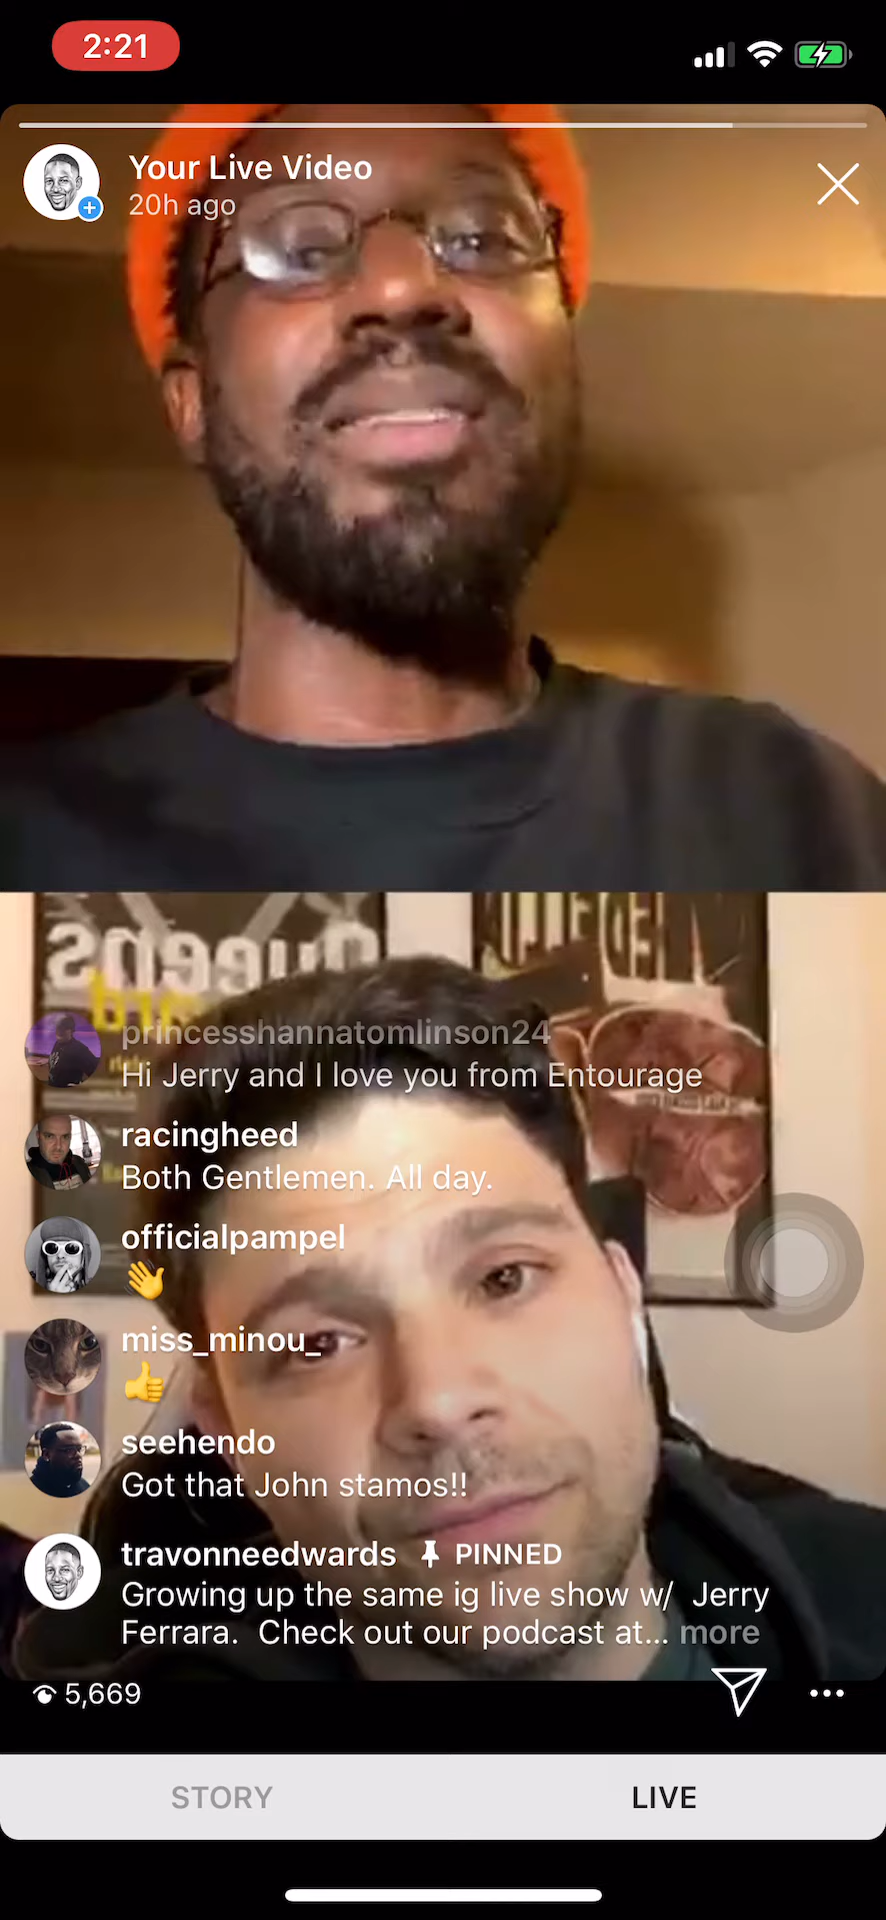 2:21
Your Live Video
20h ago
Queens
princesshannatomlinson24
Hi Jerry and I love you from Entourage
racingheed
Both Gentlemen. All day.
officialpampel
👋
miss_minou_
👍
seehendo
Got that John stamos!!
travonneedwards PINNED
Growing up the same ig live show w/ Jerry
Ferrara. Check out our podcast at... more
5,669
STORY
LIVE